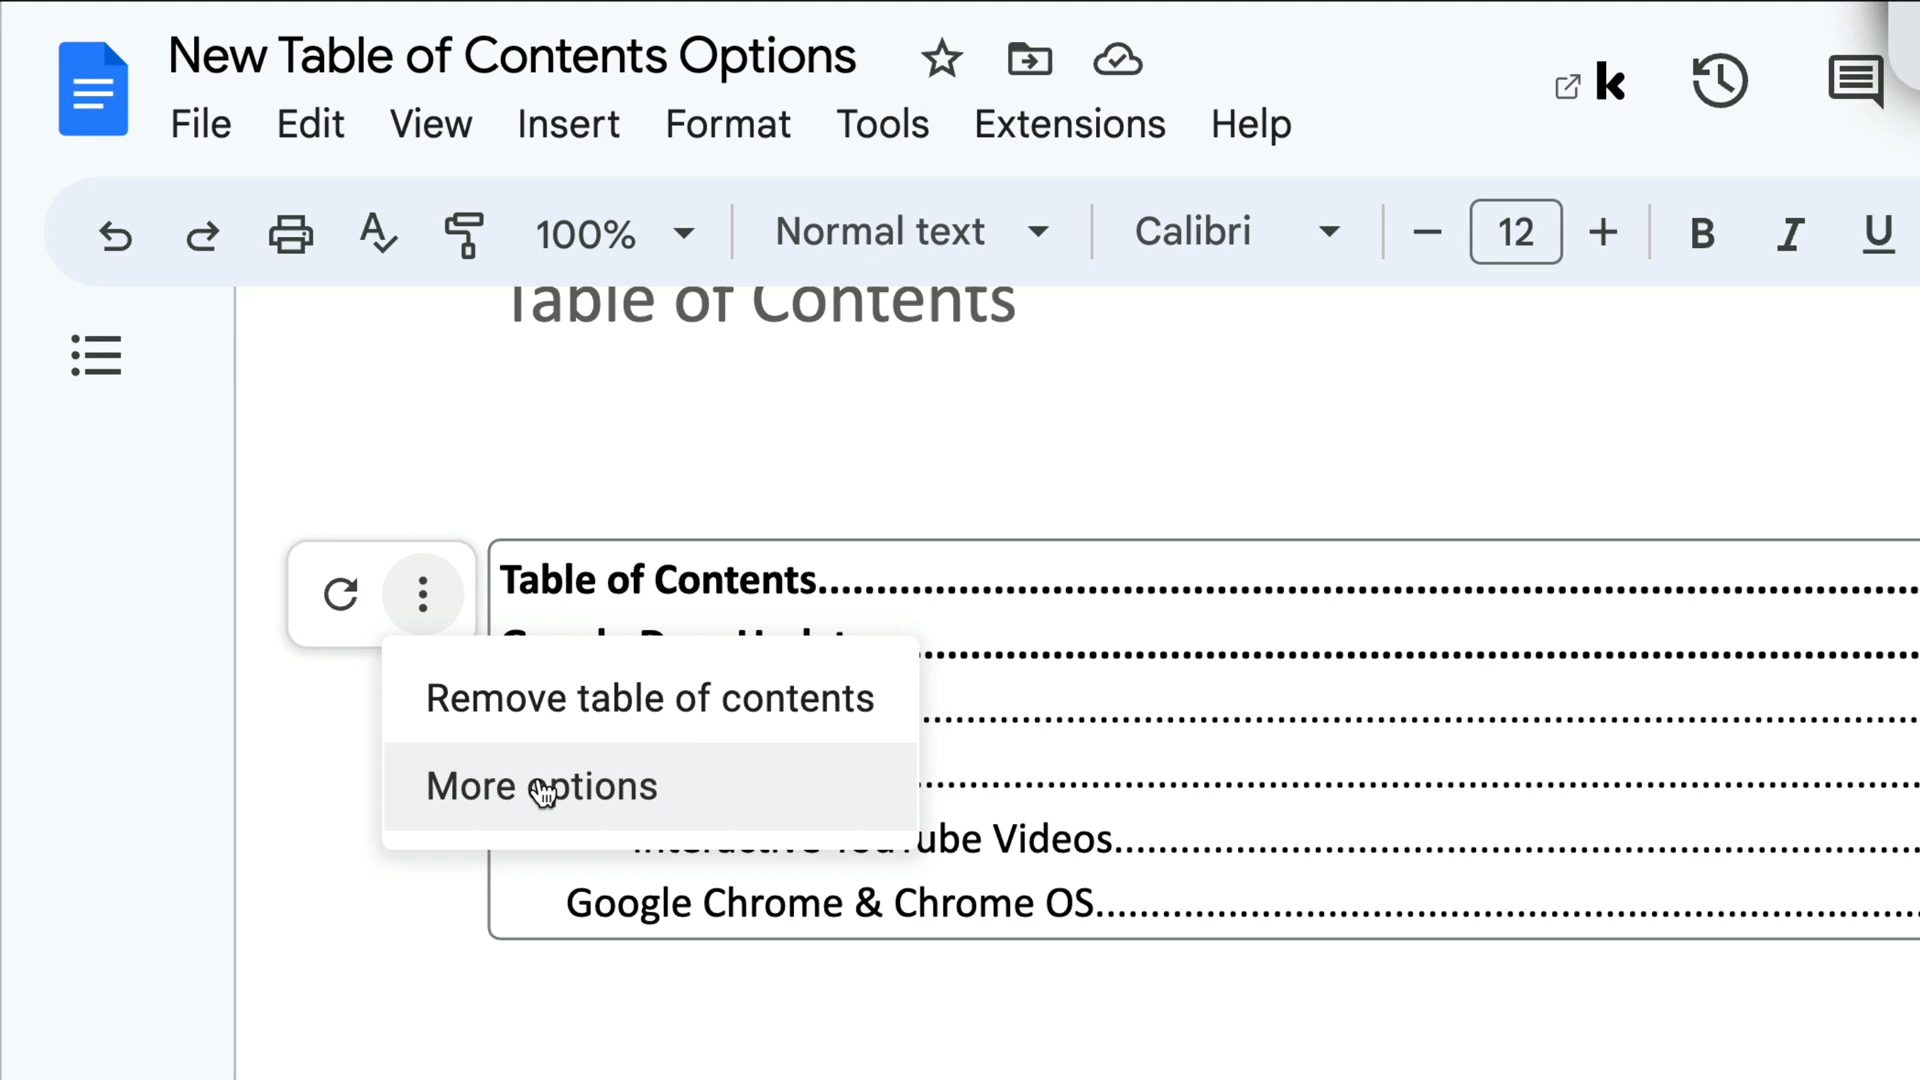 New Table of Contents Options
k
File Edit View Insert Format Tools Extensions Help
100% Normal text Calibri 12 B I U
Table of Contents
Table of Contents
Remove table of contents
More options
YouTube Videos
Google Chrome & Chrome OS